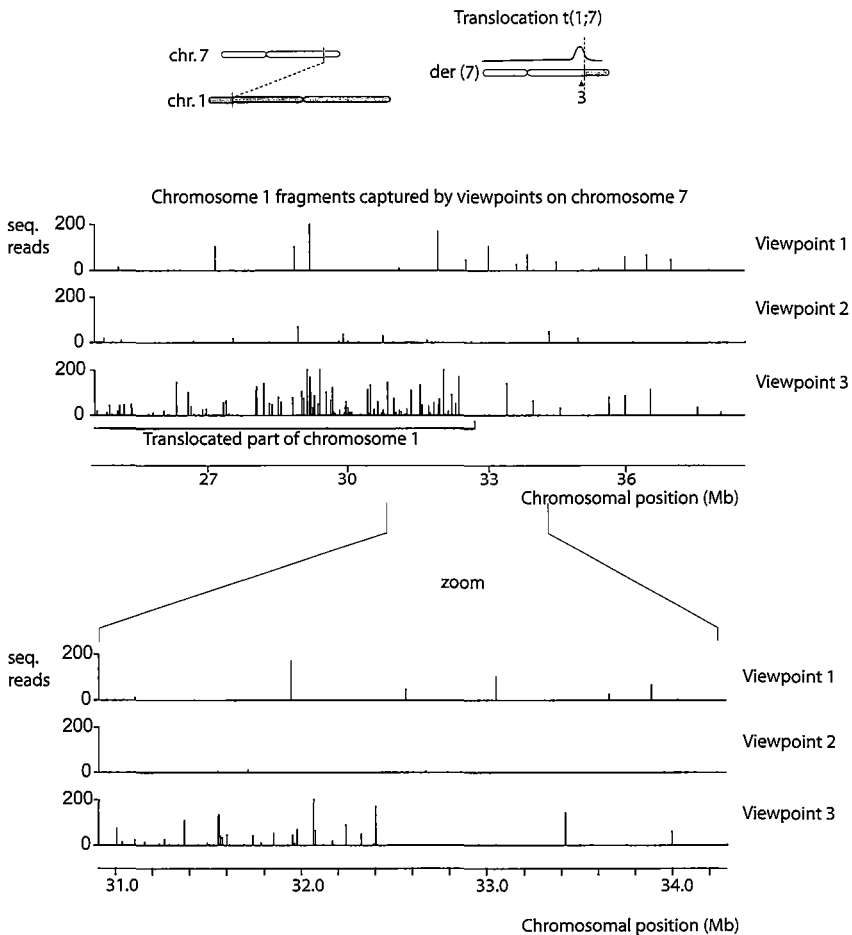 Translocation t(1;7)
chr. 7
der (7)
chr. 1
3
Chromosome 1 fragments captured by viewpoints on chromosome 7
seq.
reads
200
0
Viewpoint 1
200
0
Viewpoint 2
200
0
Viewpoint 3
Translocated part of chromosome 1
27 30 33 36
Chromosomal position (Mb)
zoom
seq.
reads
200
0
Viewpoint 1
200
0
Viewpoint 2
200
0
Viewpoint 3
31.0 32.0 33.0 34.0
Chromosomal position (Mb)